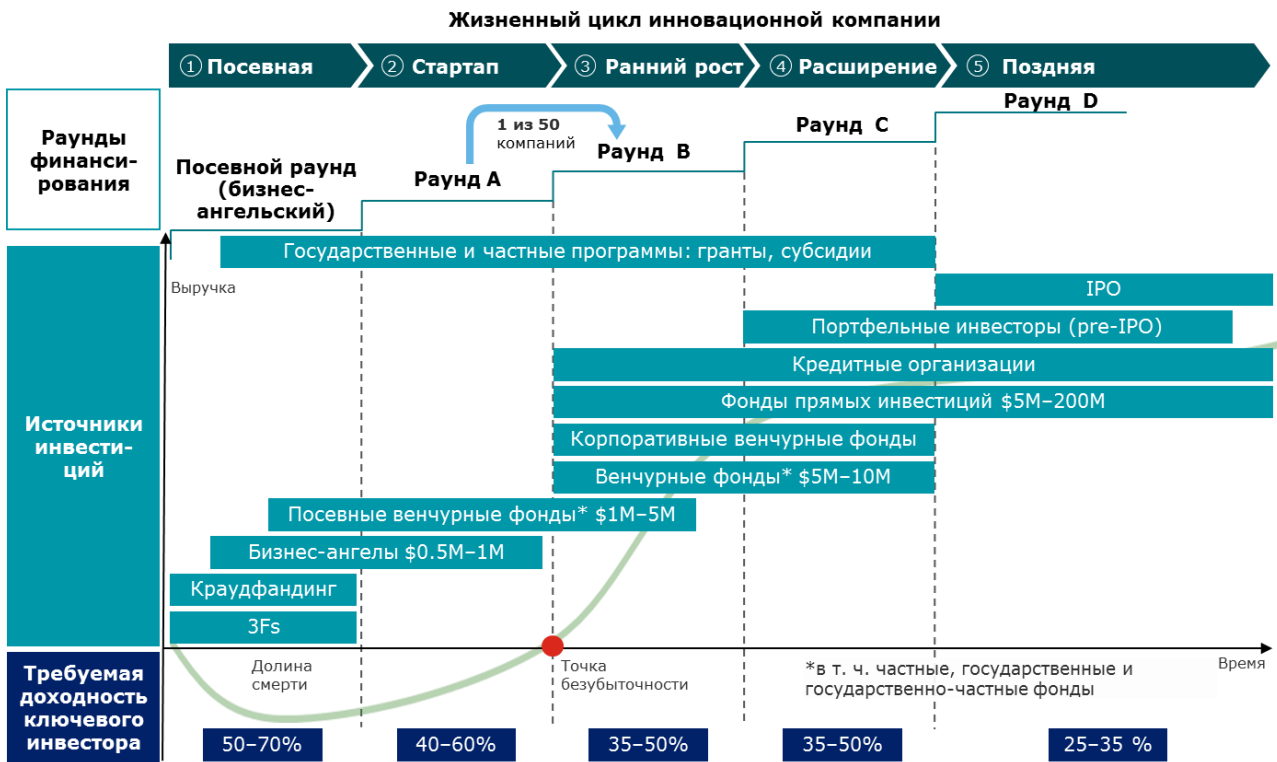 Жизненный цикл инновационной компании
① Посевная
② Стартап
③ Ранний рост
④ Расширение
⑤ Поздняя
Раунды
финанси-
рования
Посевной раунд
(бизнес-
ангельский)
Раунд А
1 из 50
компаний
Раунд В
Раунд С
Раунд D
Государственные и частные программы: гранты, субсидии
Выручка
IPO
Портфельные инвесторы (pre-IPO)
Кредитные организации
Фонды прямых инвестиций $5M–200M
Источники
инвести-
ций
Корпоративные венчурные фонды
Венчурные фонды* $5M–10M
Посевные венчурные фонды* $1M–5M
Бизнес-ангелы $0.5M–1M
Краудфандинг
3Fs
Долина
смерти
Точка
безубыточности
*в т. ч. частные, государственные и
государственно-частные фонды
Время
Требуемая
доходность
ключевого
инвестора
50–70%
40–60%
35–50%
35–50%
25–35 %